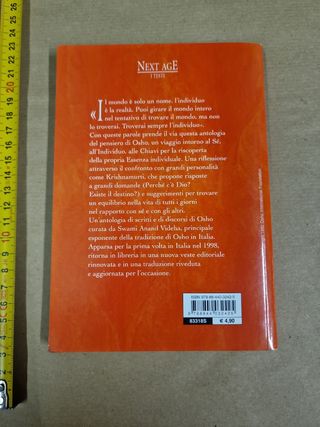 NEXT AGE
I TESTI
«Il mondo è solo un nome, l'individuo
è la realtà. Puoi girare il mondo intero
nel tentativo di trovare il mondo, ma non
lo troverai. Troverai sempre l'individuo».
Con queste parole prende il via questa antologia
del pensiero di Osho, un viaggio intorno al Sé,
all'Individuo, alle Chiavi per la riscoperta
della propria Essenza individuale. Una riflessione
attraverso il confronto con grandi personalità
come Krishnamurti, che propone risposte
a grandi domande (Perché c'è Dio?
Esiste il destino?) e suggerimenti per trovare
un equilibrio nella vita di tutti i giorni
nel rapporto con sé e con gli altri.
Un'antologia di scritti e di discorsi di Osho
curata da Swami Anand Videha, principale
esponente della tradizione di Osho in Italia.
Apparsa per la prima volta in Italia nel 1998,
ritorna in libreria in una nuova veste editoriale
rinnovata e in una traduzione riveduta
e aggiornata per l'occasione.
83318S
€ 4,90